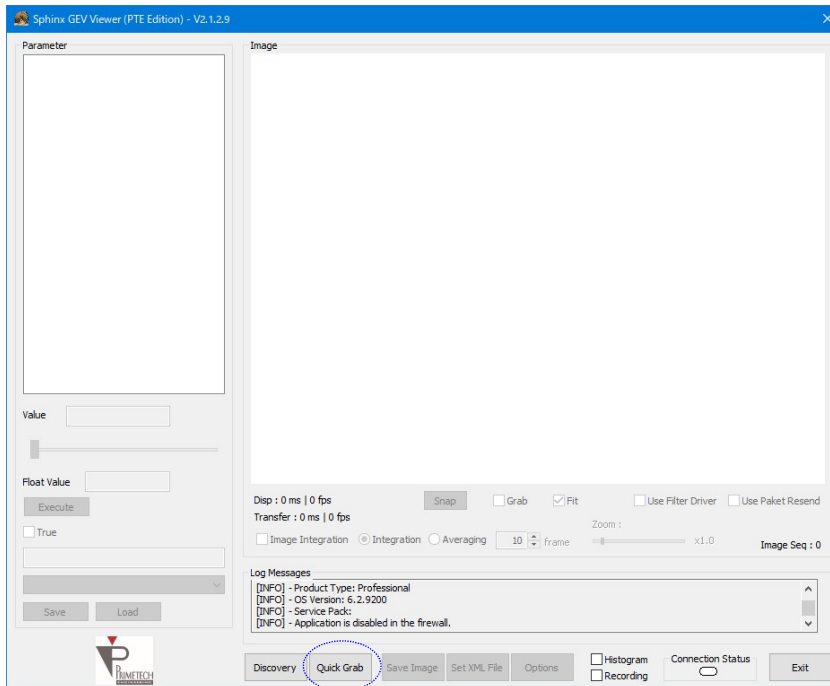 Sphinx GEV Viewer (PTE Edition) - V2.1.2.9
Parameter
Value
Float Value
Execute
True
Save Load
PRIMETECH
ENGINEERING
Image
Disp : 0 ms | 0 fps
Snap Grab Fit Use Filter Driver Use Paket Resend
Transfer : 0 ms | 0 fps
Image Integration Integration Averaging 10 frame
Zoom :
x1.0
Image Seq : 0
Log Messages
[INFO] - Product Type: Professional
[INFO] - OS Version: 6.2.9200
[INFO] - Service Pack:
[INFO] - Application is disabled in the firewall.
Discovery Quick Grab Save Image Set XML File Options
Histogram
Recording
Connection Status
Exit